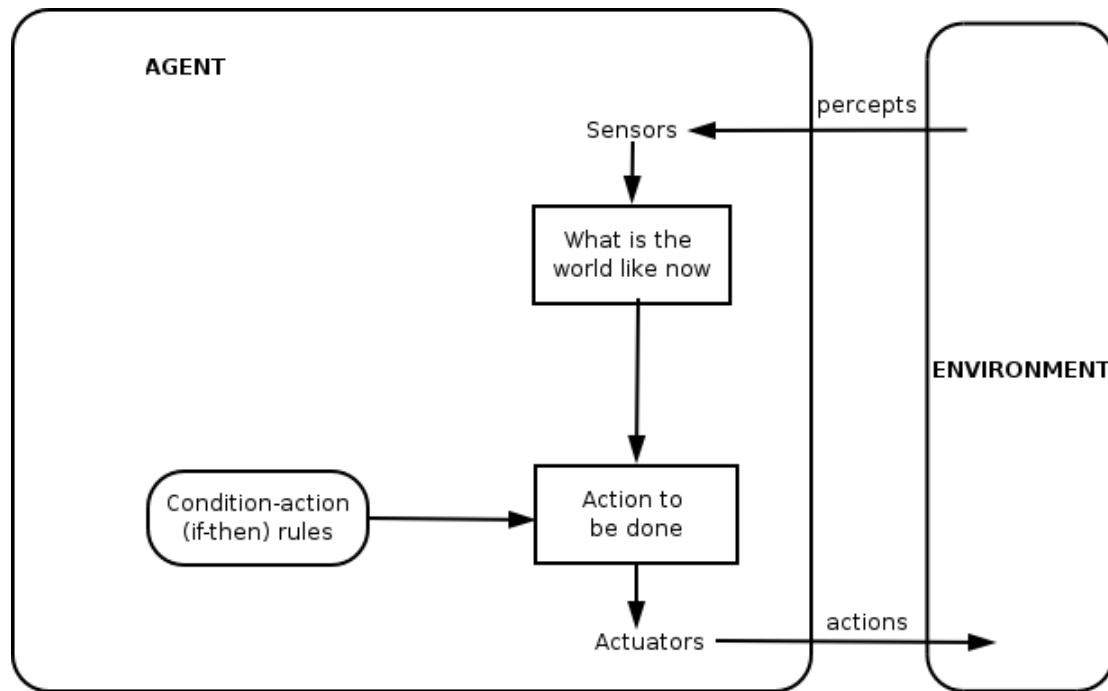 AGENT
percepts
Sensors
What is the
world like now
ENVIRONMENT
Condition-action
(if-then) rules
Action to
be done
Actuators
actions